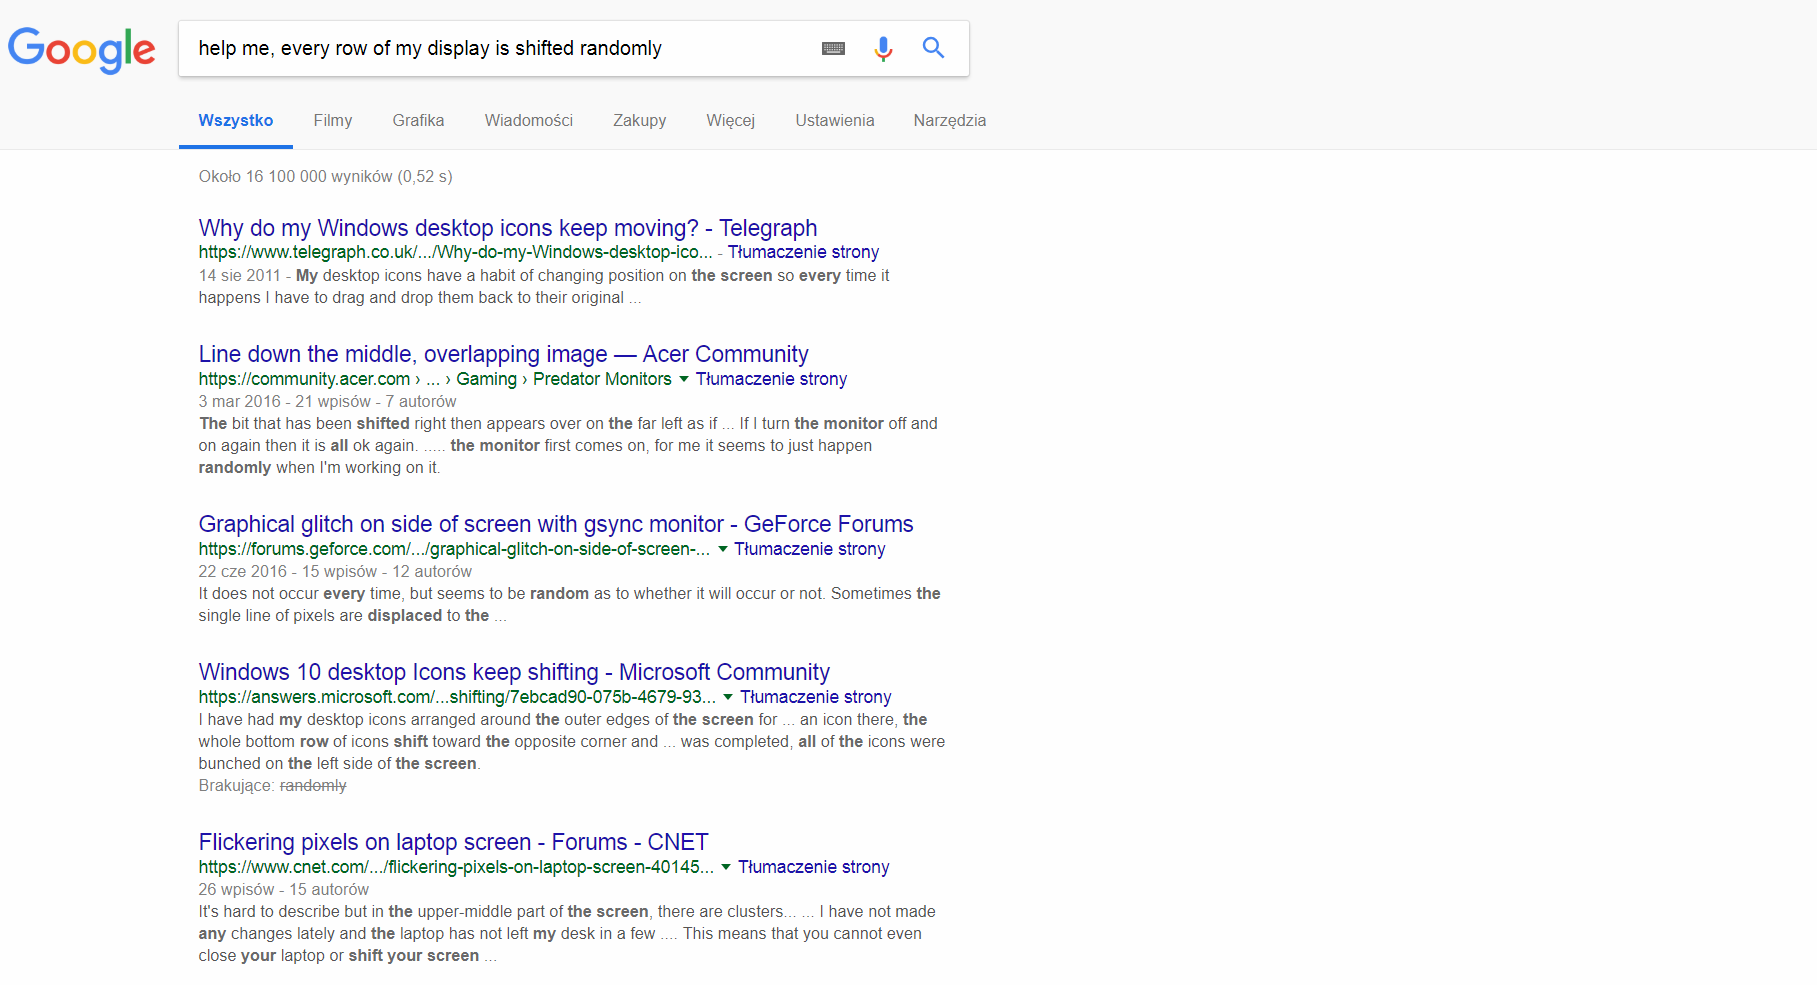 Google
help me, every row of my display is shifted randomly
Wszystko Filmy Grafika Wiadomości Zakupy Więcej Ustawienia Narzędzia
Około 16 100 000 wyników (0,52 s)
Why do my Windows desktop icons keep moving? - Telegraph
https://www.telegraph.co.uk/.../Why-do-my-Windows-desktop-ico... - Tłumaczenie strony
14 sie 2011 - My desktop icons have a habit of changing position on the screen so every time it
happens I have to drag and drop them back to their original ...
Line down the middle, overlapping image — Acer Community
https://community.acer.com › ... › Gaming › Predator Monitors Tłumaczenie strony
3 mar 2016 - 21 wpisów - 7 autorów
The bit that has been shifted right then appears over on the far left as if ... If I turn the monitor off and
on again then it is all ok again. ..... the monitor first comes on, for me it seems to just happen
randomly when I'm working on it.
Graphical glitch on side of screen with gsync monitor - GeForce Forums
https://forums.geforce.com/.../graphical-glitch-on-side-of-screen-... Tłumaczenie strony
22 cze 2016 - 15 wpisów - 12 autorów
It does not occur every time, but seems to be random as to whether it will occur or not. Sometimes the
single line of pixels are displaced to the ...
Windows 10 desktop Icons keep shifting - Microsoft Community
https://answers.microsoft.com/...shifting/7ebcad90-075b-4679-93... Tłumaczenie strony
I have had my desktop icons arranged around the outer edges of the screen for ... an icon there, the
whole bottom row of icons shift toward the opposite corner and ... was completed, all of the icons were
bunched on the left side of the screen.
Brakujące: randomly
Flickering pixels on laptop screen - Forums - CNET
https://www.cnet.com/.../flickering-pixels-on-laptop-screen-40145... Tłumaczenie strony
26 wpisów - 15 autorów
It's hard to describe but in the upper-middle part of the screen, there are clusters... ... I have not made
any changes lately and the laptop has not left my desk in a few .... This means that you cannot even
close your laptop or shift your screen ...